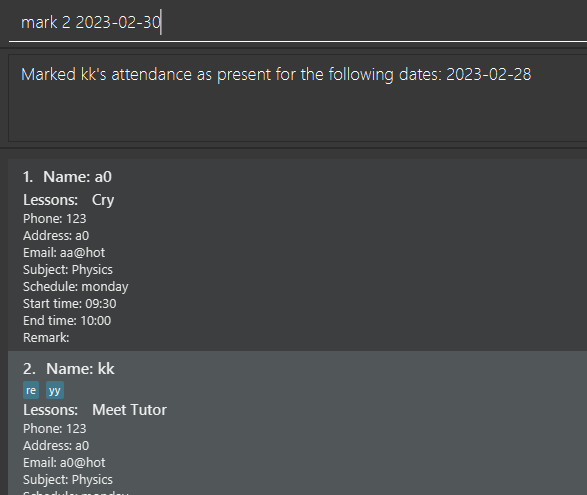 mark 2 2023-02-30
Marked kk's attendance as present for the following dates: 2023-02-28
1. Name: a0
Lessons: Cry
Phone: 123
Address: a0
Email: aa@hot
Subject: Physics
Schedule: monday
Start time: 09:30
End time: 10:00
Remark:
2. Name: kk
re yy
Lessons: Meet Tutor
Phone: 123
Address: a0
Email: a0@hot
Subject: Physics
Schedule: monday